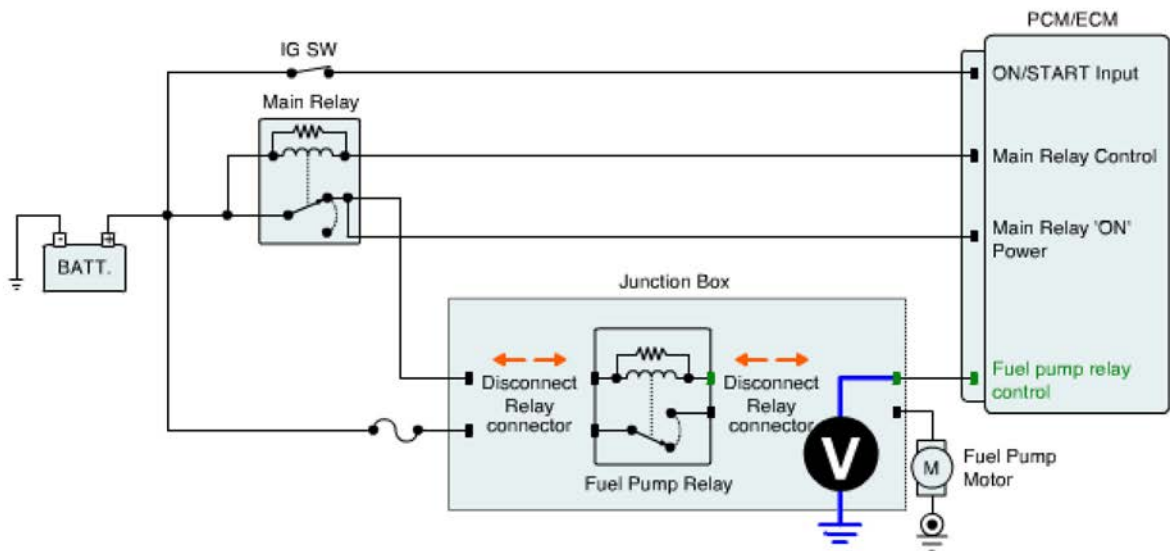 PCM/ECM
IG SW
ON/START Input
Main Relay
Main Relay Control
Main Relay 'ON'
Power
- +
BATT.
Junction Box
Disconnect
Relay
connector
Disconnect
Relay
connector
Fuel pump relay
control
V
M
Fuel Pump
Motor
Fuel Pump Relay